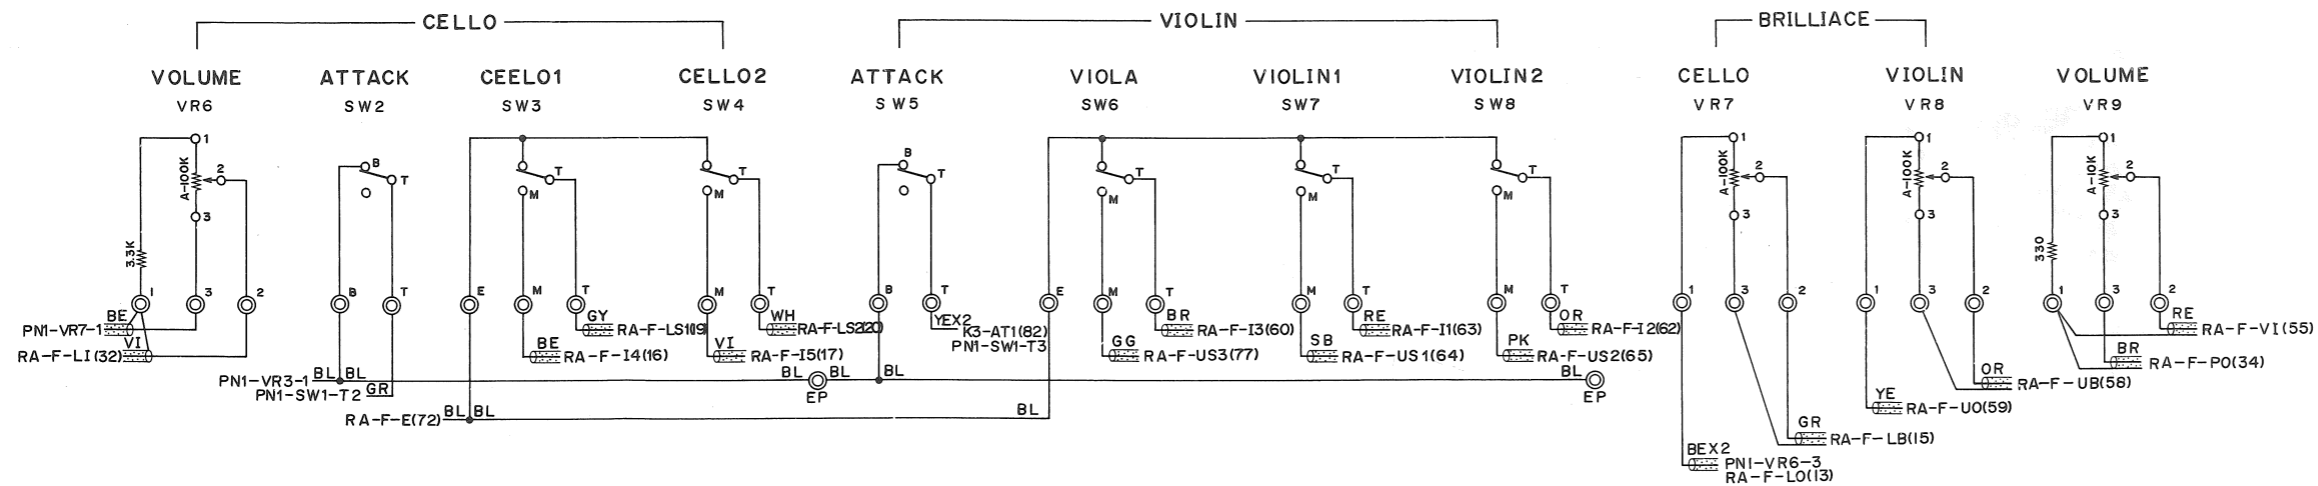 CELLO VIOLIN BRILLIACE
VOLUME ATTACK CEELO1 CELLO2 ATTACK VIOLA VIOLIN1 VIOLIN2 CELLO VIOLIN VOLUME
VR6 SW2 SW3 SW4 SW5 SW6 SW7 SW8 VR7 VR8 VR9
1 1 1 1
B B
A-100K 2 T T T T T T T A-100K 2 A-100K 2 A-100K 2
M M M M M
3 3 3 3
3.3K 330
1 3 2 B T E M T M T B T E M T M T M T 1 3 2 1 3 2 1 3 2
PN1-VR7-1 BE
GY RA-F-LS1(19)
WH RA-F-LS2(20)
YEX2 K3-AT1(82)
PN1-SW1-T3
BR RA-F-I3(60)
RE RA-F-I1(63)
OR RA-F-I2(62)
RE RA-F-VI(55)
RA-F-LI(32) VI
BE RA-F-I4(16)
VI RA-F-I5(17)
GG RA-F-US3(77)
SB RA-F-US1(64)
PK RA-F-US2(65)
BR RA-F-PO(34)
PN1-VR3-1 BL BL BL BL BL BL
EP EP
PN1-SW1-T2 GR
OR RA-F-UB(58)
YE RA-F-UO(59)
RA-F-E(72) BL BL BL
GR RA-F-LB(15)
BEX2 PN1-VR6-3
RA-F-LO(13)